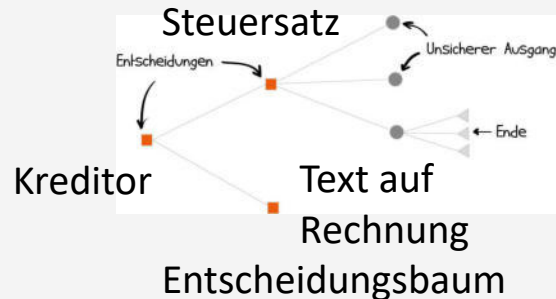 Steuersatz
Entscheidungen
Unsicherer Ausgang
Ende
Kreditor
Text auf
Rechnung
Entscheidungsbaum